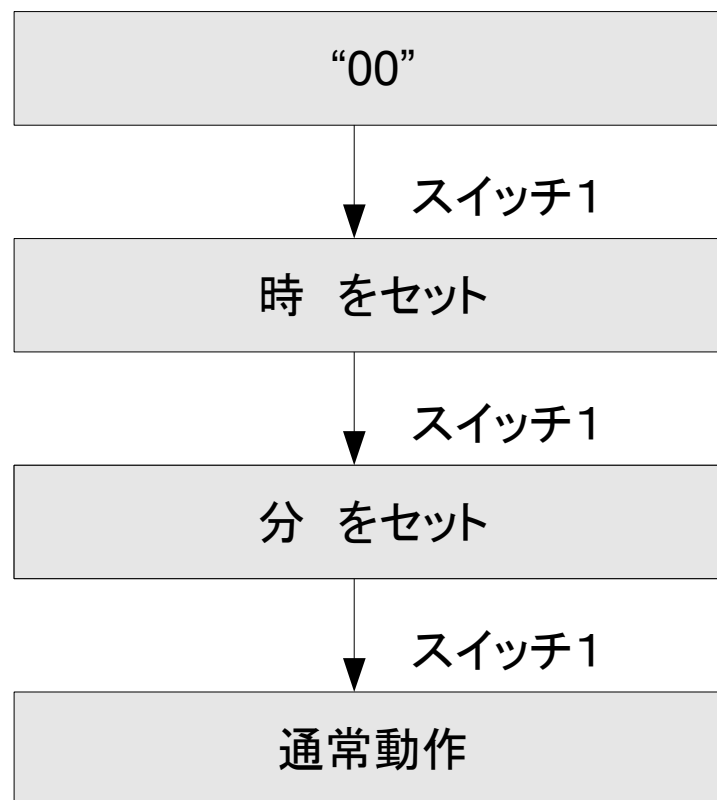 “00”
スイッチ１
時　をセット
スイッチ１
分　をセット
スイッチ１
通常動作